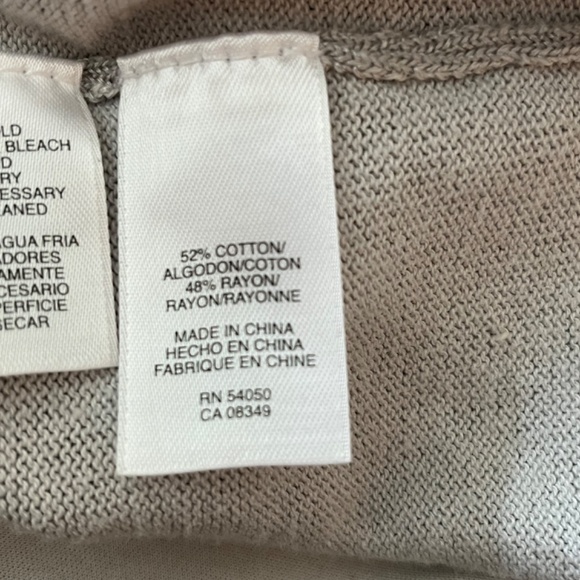 LD
BLEACH
D
RY
ESSARY
ANED
AGUA FRIA
ADORES
AMENTE
CESARIO
PERFICIE
SECAR
52% COTTON/
ALGODON/COTON
48% RAYON/
RAYON/RAYONNE
MADE IN CHINA
HECHO EN CHINA
FABRIQUE EN CHINE
RN 54050
CA 08349